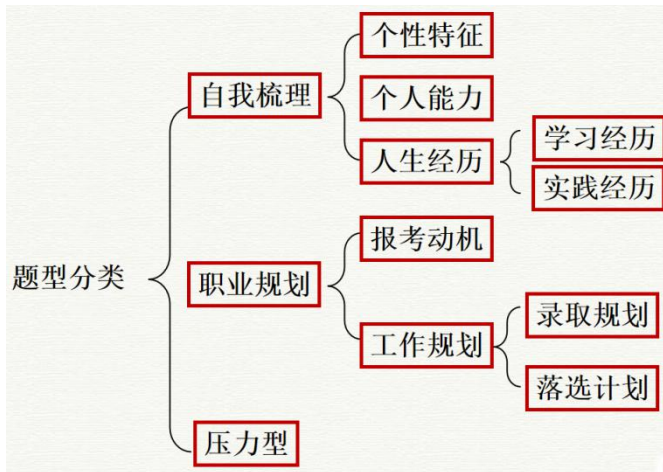 题型分类
自我梳理
个性特征
个人能力
人生经历
学习经历
实践经历
职业规划
报考动机
工作规划
录取规划
落选计划
压力型